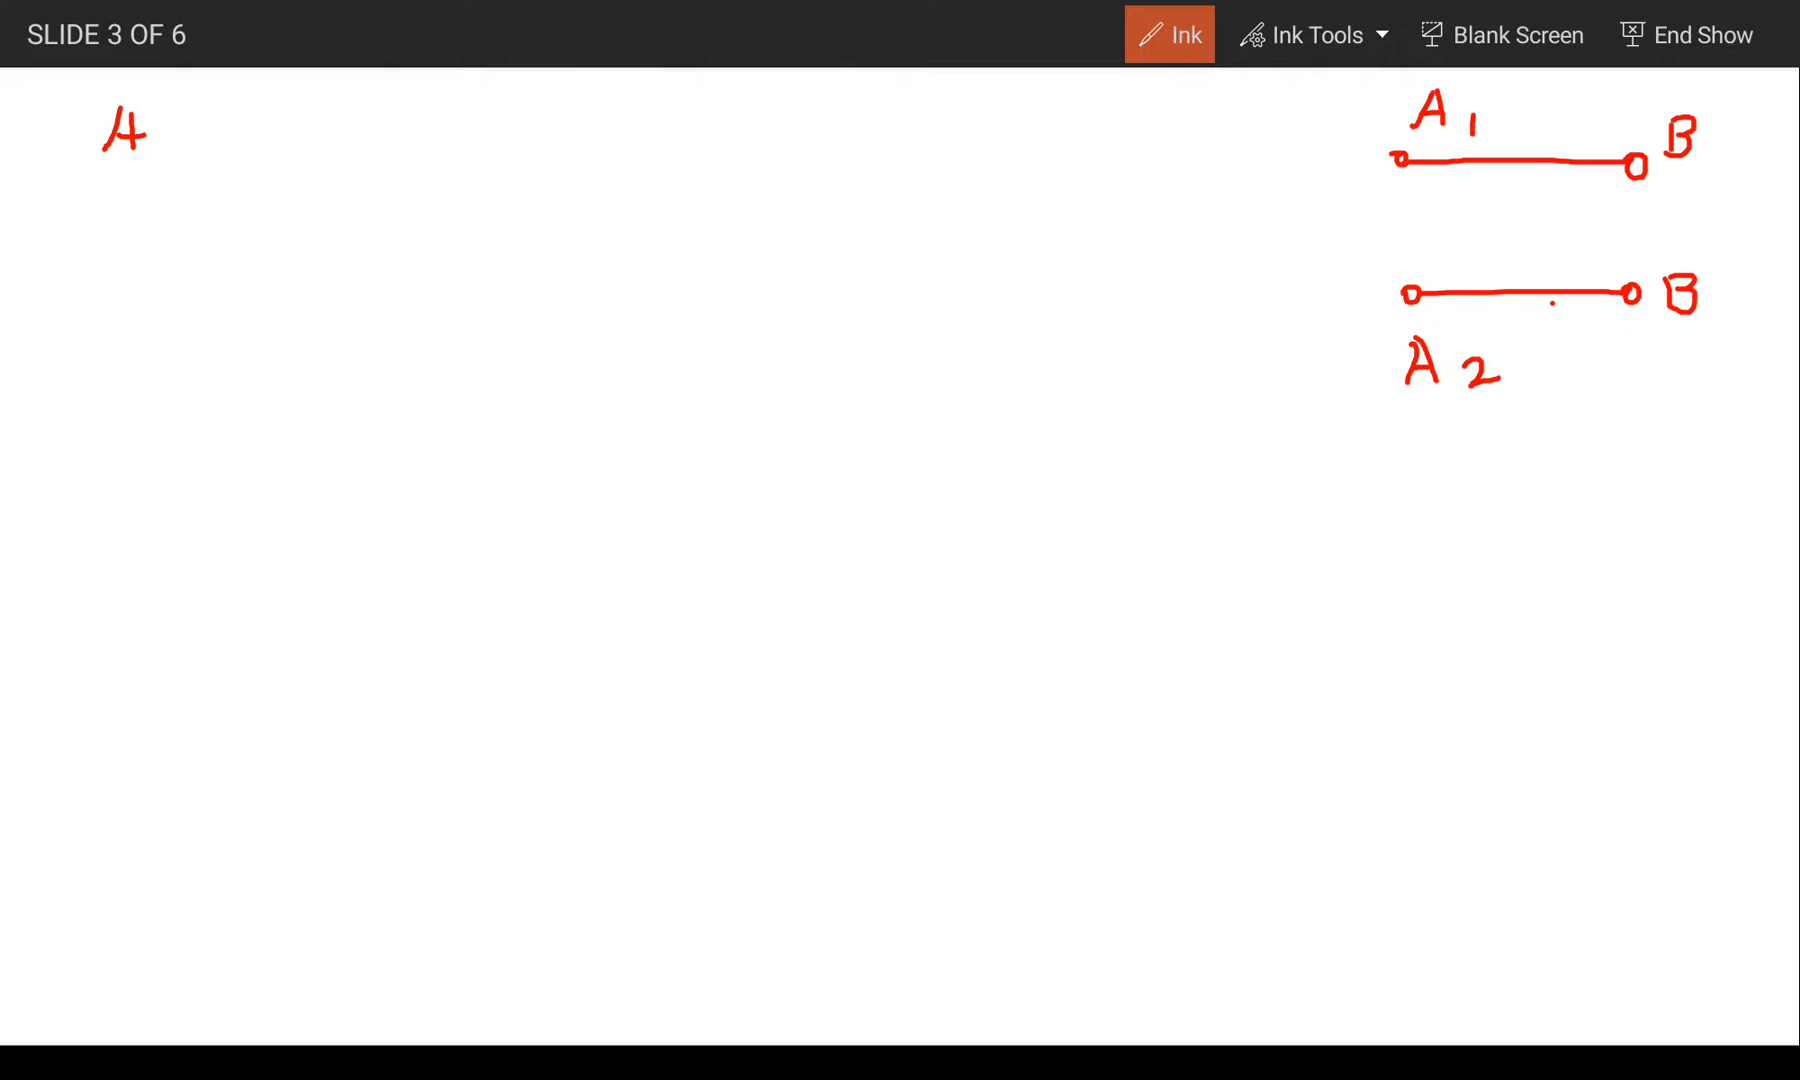 SLIDE 3 OF 6 Ink Ink Tools Blank Screen End Show
A
A 1 B
B
A 2